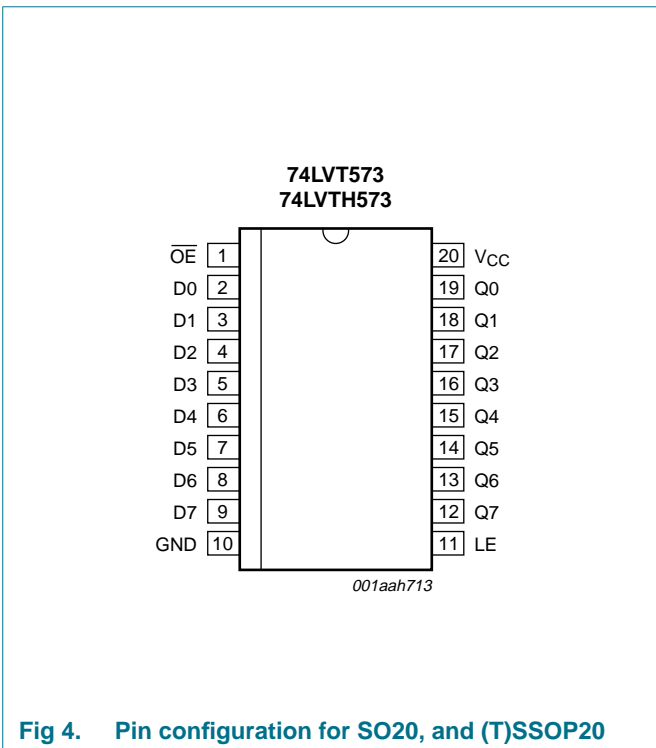 74LVT573
74LVTH573
OE 1 20 VCC
D0 2 19 Q0
D1 3 18 Q1
D2 4 17 Q2
D3 5 16 Q3
D4 6 15 Q4
D5 7 14 Q5
D6 8 13 Q6
D7 9 12 Q7
GND 10 11 LE
001aah713
Fig 4. Pin configuration for SO20, and (T)SSOP20